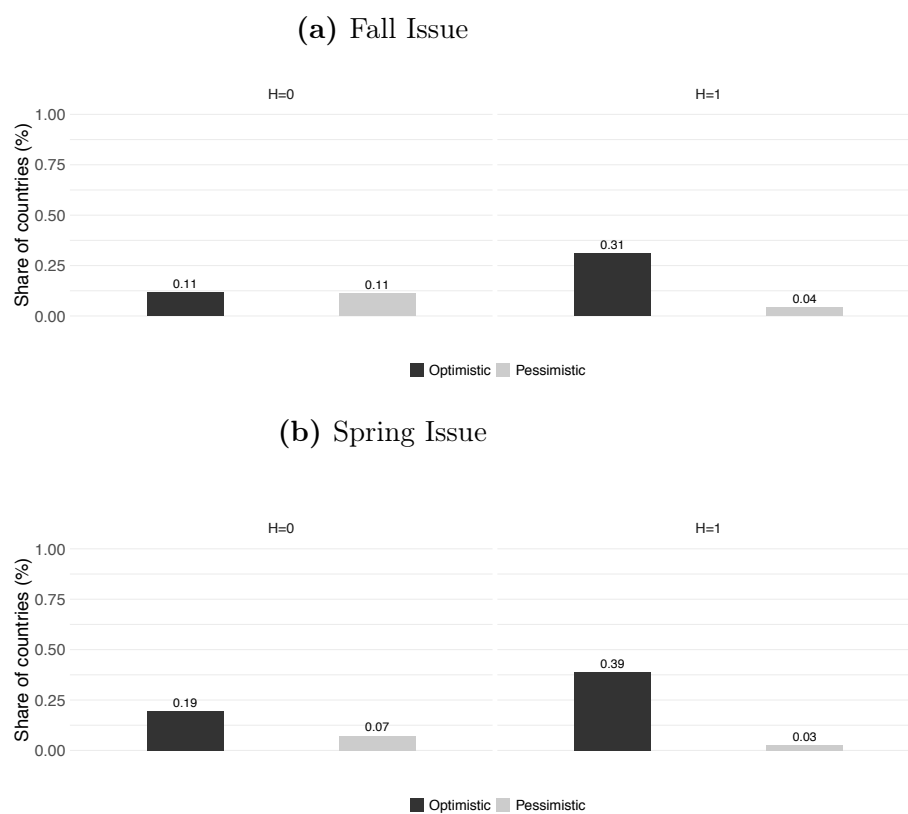 (a) Fall Issue
H=0 H=1
Share of countries (%)
1.00
0.75
0.50
0.25
0.00
0.11 0.11 0.31 0.04
Optimistic Pessimistic
(b) Spring Issue
H=0 H=1
Share of countries (%)
1.00
0.75
0.50
0.25
0.00
0.19 0.07 0.39 0.03
Optimistic Pessimistic